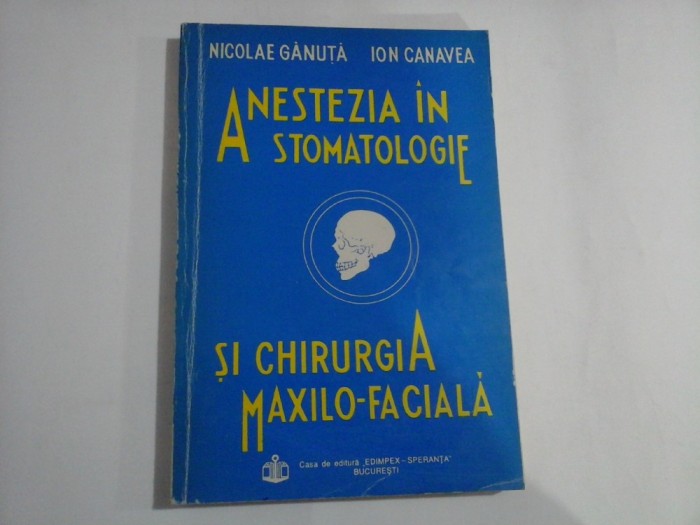 NICOLAE GĂNUȚĂ ION CANAVEA
ANESTEZIA ÎN
STOMATOLOGIE
ȘI CHIRURGIA
MAXILO-FACIALĂ
Casa de editură „EDIMPEX - SPERANȚA"
BUCUREȘTI